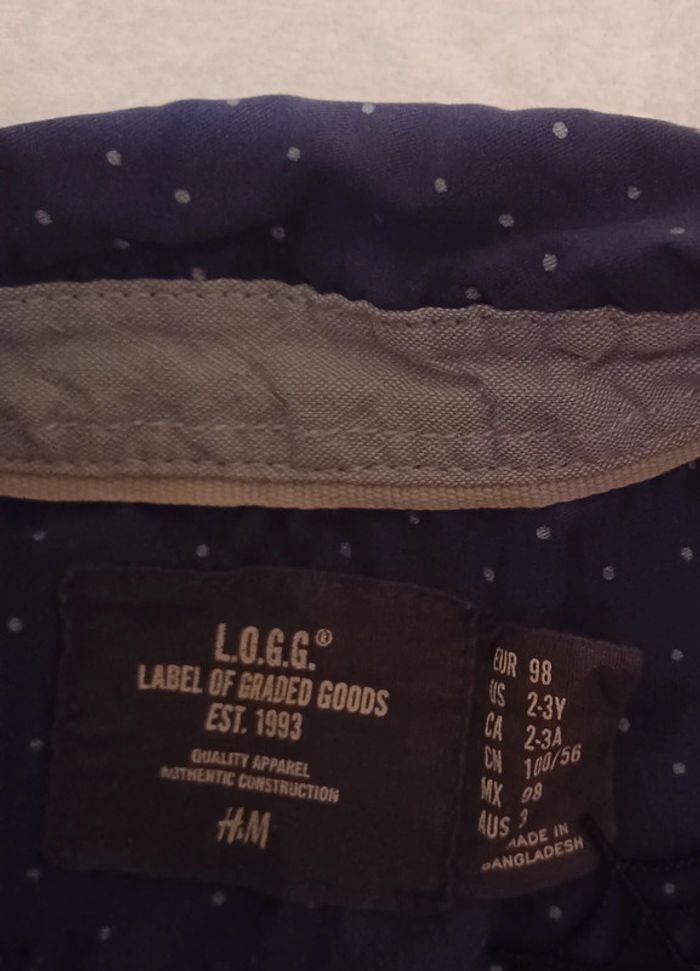 L.O.G.G.®
LABEL OF GRADED GOODS
EST. 1993
QUALITY APPAREL
AUTHENTIC CONSTRUCTION
H&M
EUR 98
US 2-3Y
CA 2-3A
CN 100/56
MX 98
AUS 3
MADE IN
BANGLADESH